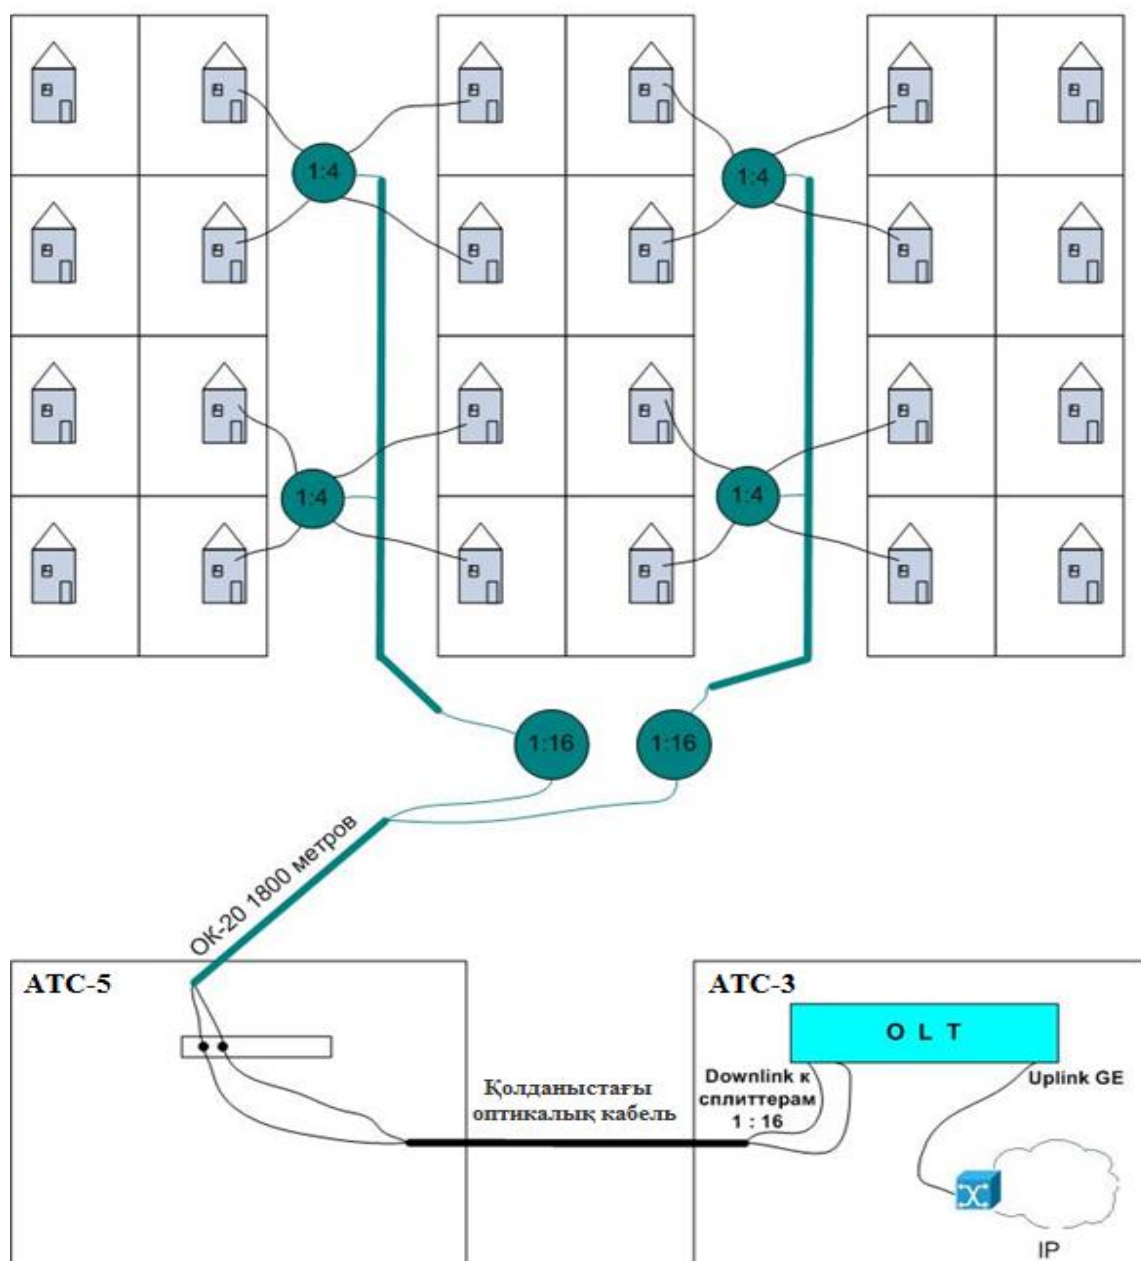 1:4
1:4
1:4
1:4
1:16
1:16
ОК-20 1800 метров
АТС-5
АТС-3
O L T
Downlink к
сплиттерам
1 : 16
Uplink GE
Қолданыстағы
оптикалық кабель
IP